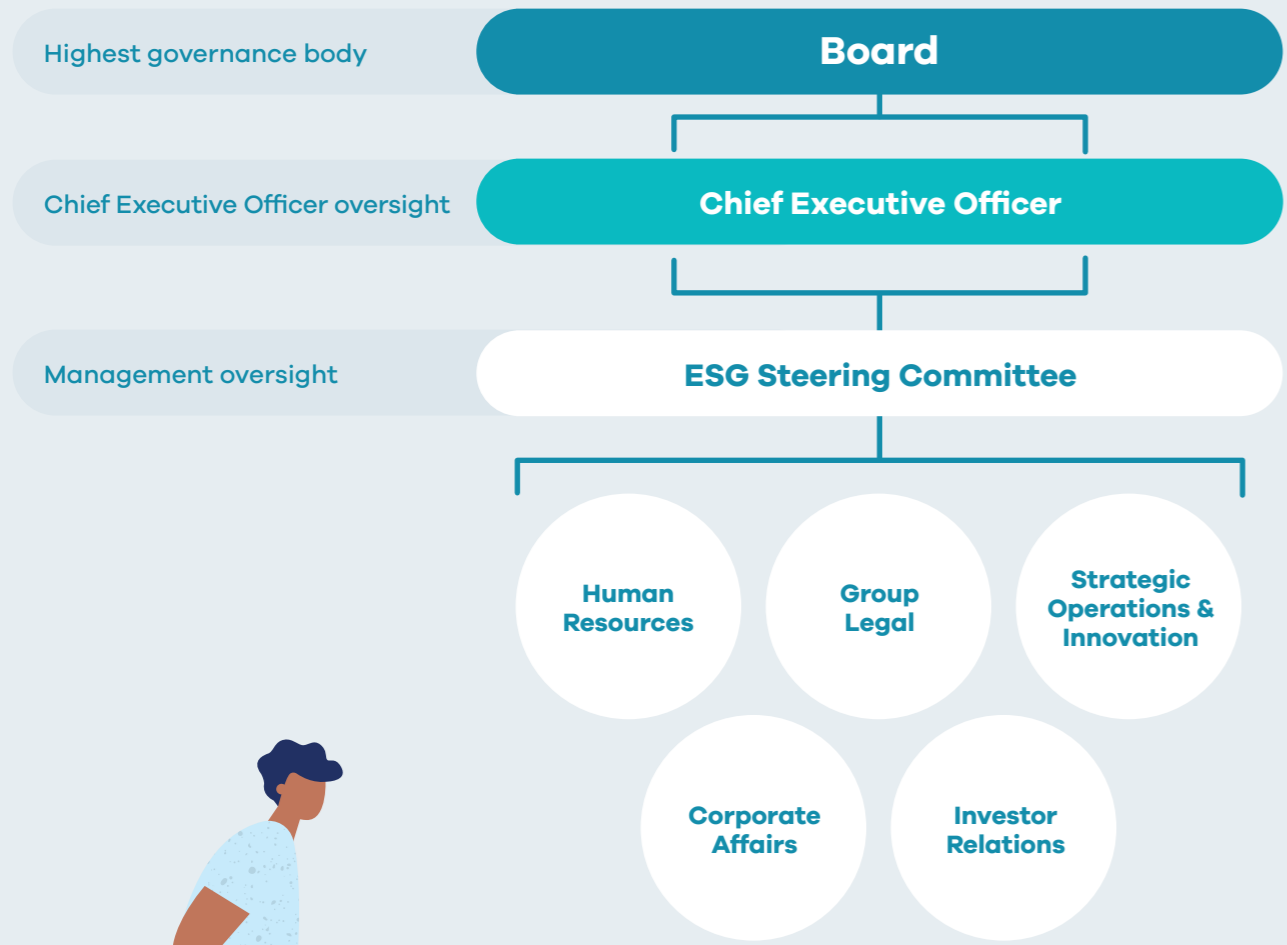 Highest governance body
Board
Chief Executive Officer oversight
Chief Executive Officer
Management oversight
ESG Steering Committee
Human
Resources
Group
Legal
Strategic
Operations &
Innovation
Corporate
Affairs
Investor
Relations